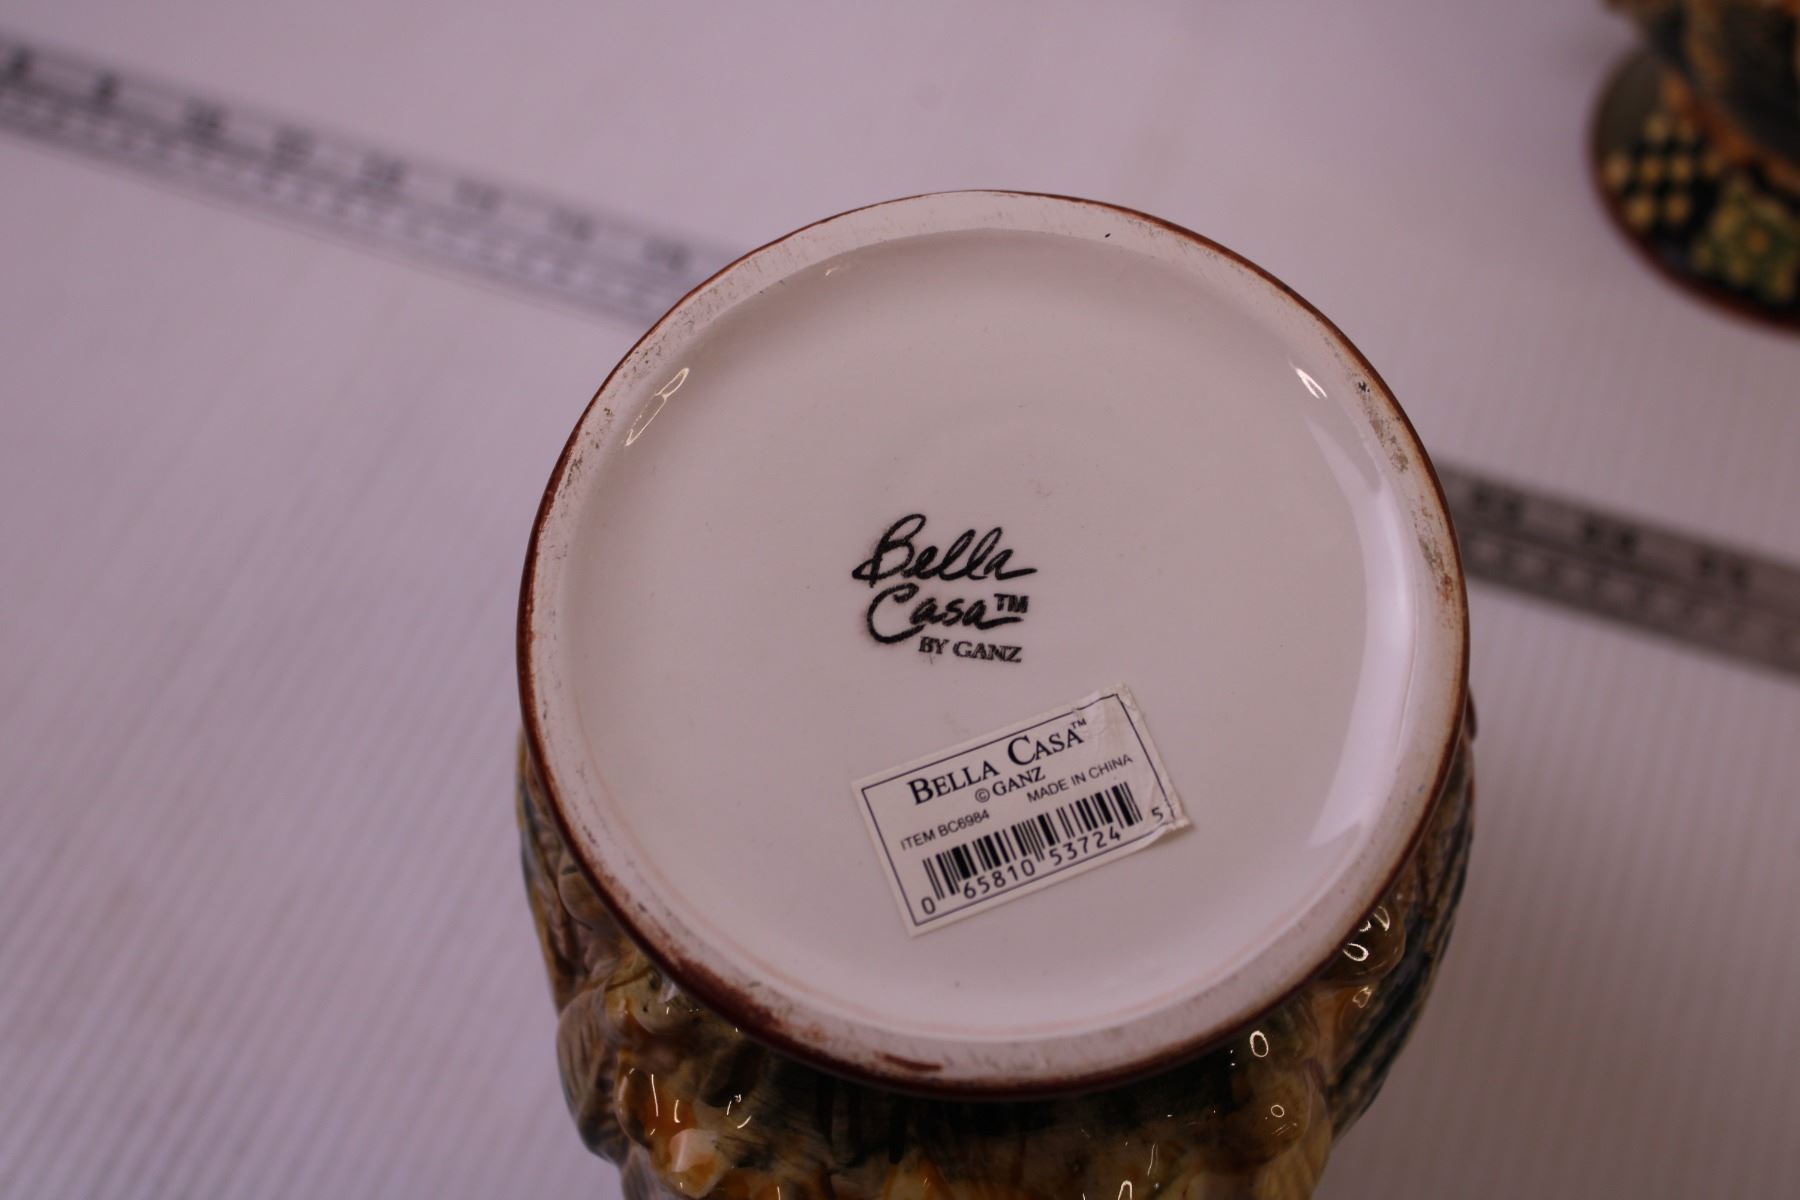 Bella
Casa™
BY GANZ
BELLA CASA™
© GANZ
ITEM BC6984 MADE IN CHINA
0 65810 53724 5